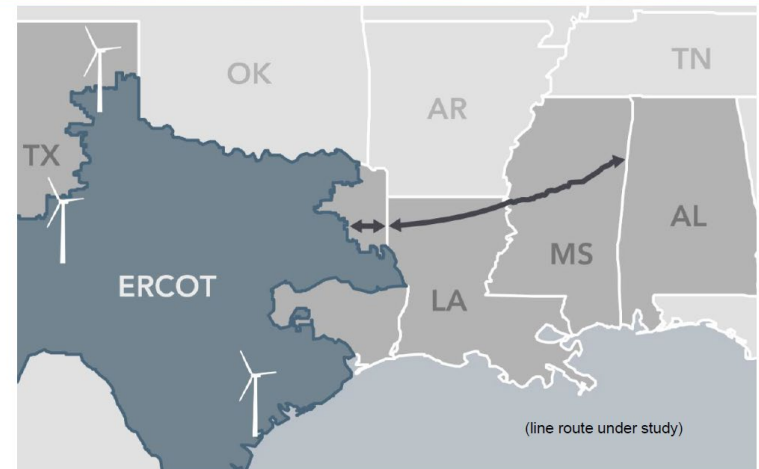 TN
OK
AR
TX
AL
MS
ERCOT
LA
(line route under study)